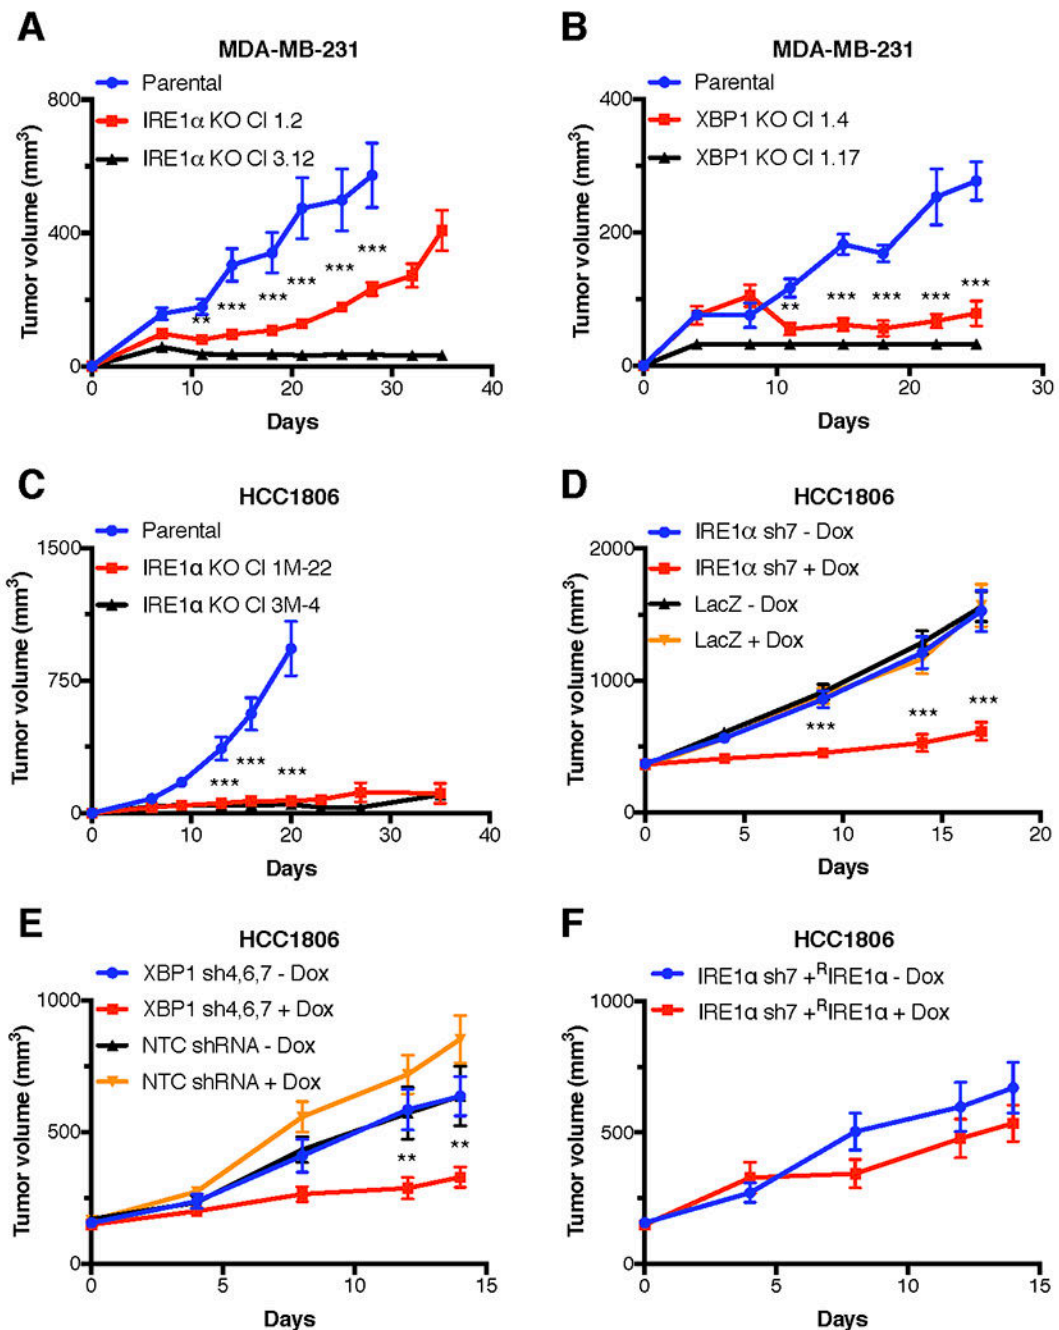 A
MDA-MB-231
Parental
IRE1α KO Cl 1.2
IRE1α KO Cl 3.12
Tumor volume (mm³)
800
400
0
** *** *** *** *** ***
0 10 20 30 40
Days
B
MDA-MB-231
Parental
XBP1 KO Cl 1.4
XBP1 KO Cl 1.17
Tumor volume (mm³)
400
200
0
** *** *** *** ***
0 10 20 30
Days
C
HCC1806
Parental
IRE1α KO Cl 1M-22
IRE1α KO Cl 3M-4
Tumor volume (mm³)
1500
750
0
*** *** ***
0 10 20 30 40
Days
D
HCC1806
IRE1α sh7 - Dox
IRE1α sh7 + Dox
LacZ - Dox
LacZ + Dox
Tumor volume (mm³)
2000
1000
0
*** *** ***
0 5 10 15 20
Days
E
HCC1806
XBP1 sh4,6,7 - Dox
XBP1 sh4,6,7 + Dox
NTC shRNA - Dox
NTC shRNA + Dox
Tumor volume (mm³)
1000
500
0
** **
0 5 10 15
Days
F
HCC1806
IRE1α sh7 +ᴿIRE1α - Dox
IRE1α sh7 +ᴿIRE1α + Dox
Tumor volume (mm³)
1000
500
0
0 5 10 15
Days